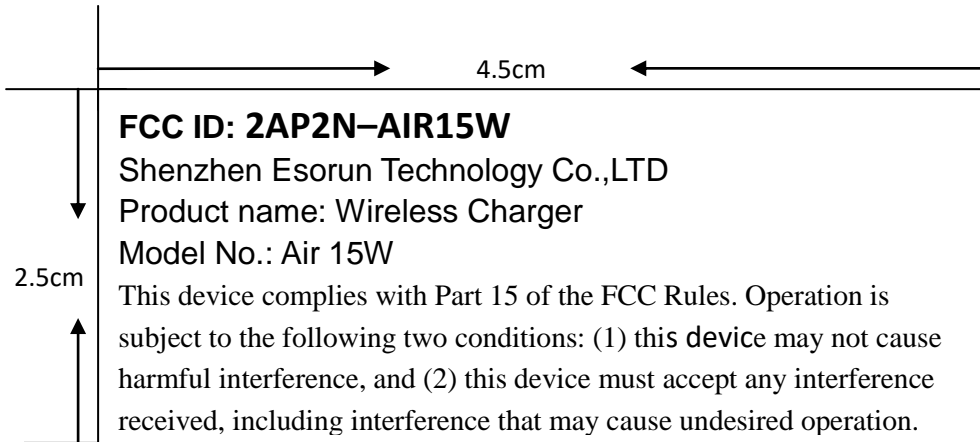 4.5cm
FCC ID: 2AP2N–AIR15W
Shenzhen Esorun Technology Co.,LTD
Product name: Wireless Charger
Model No.: Air 15W
2.5cm
This device complies with Part 15 of the FCC Rules. Operation is
subject to the following two conditions: (1) this device may not cause
harmful interference, and (2) this device must accept any interference
received, including interference that may cause undesired operation.